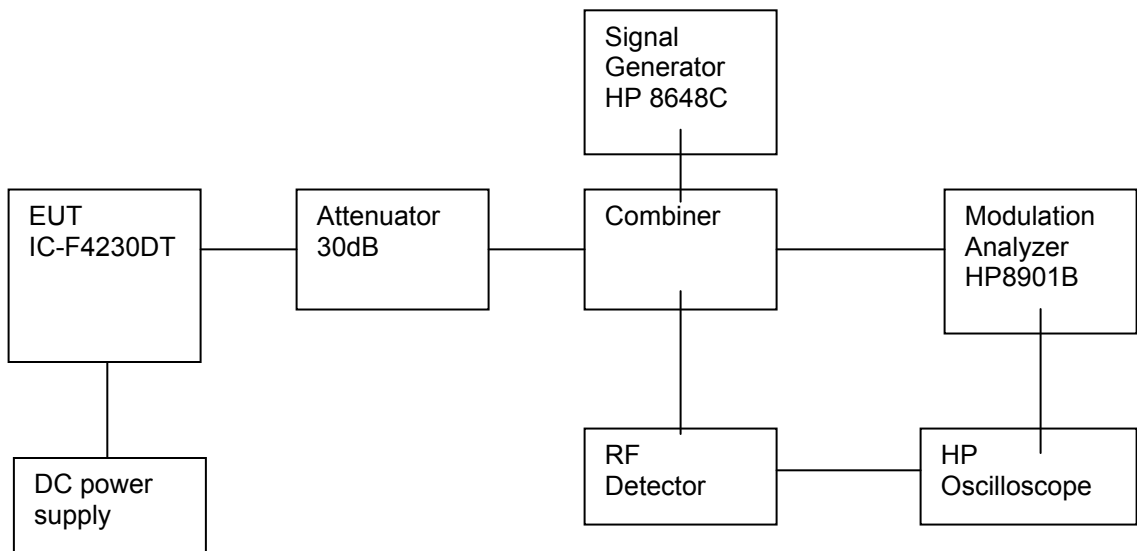 Signal
Generator
HP 8648C
EUT
IC-F4230DT
Attenuator
30dB
Combiner
Modulation
Analyzer
HP8901B
DC power
supply
RF
Detector
HP
Oscilloscope